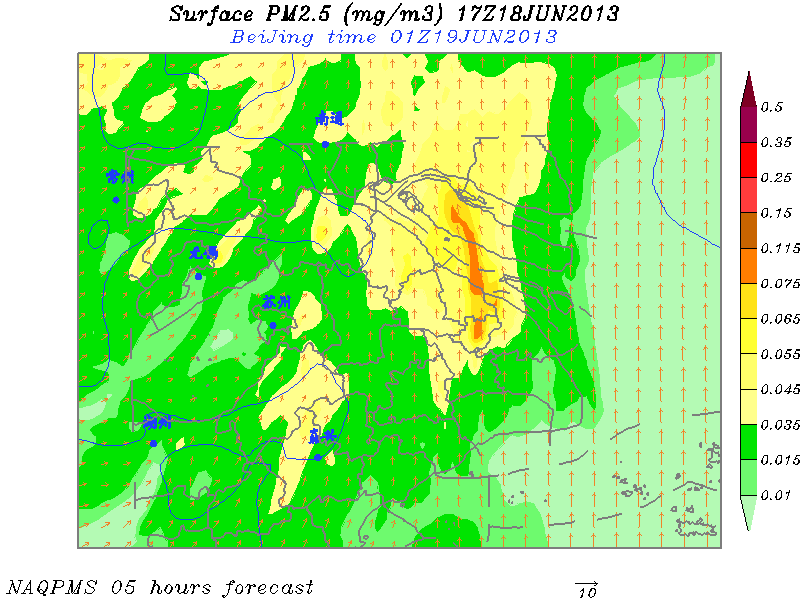 Surface PM2.5 (mg/m3) 17Z18JUN2013
BeiJing time 01Z19JUN2013
南通
常州
无锡
苏州
湖州
嘉兴
0.5
0.35
0.25
0.15
0.115
0.075
0.065
0.045
0.035
0.015
0.01
NAQPMS 05 hours forecast
10